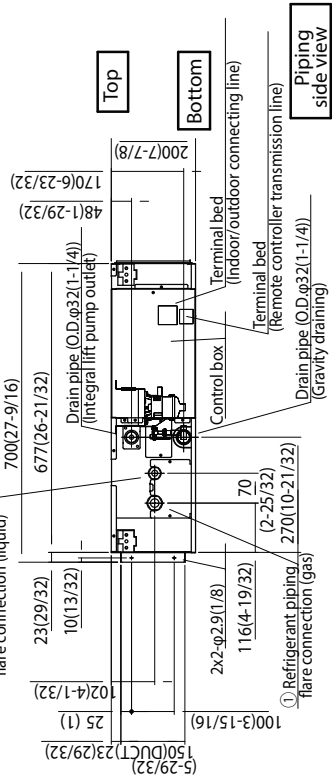 Piping
side view
Top
Bottom
200(7-7/8)
170(6-23/32)
48(1-29/32)
700(27-9/16)
677(26-21/32)
Drain pipe (O.D.φ32(1-1/4))
(Integral lift pump outlet)
flare connection (liquid)
23(29/32)
10(13/32)
102(4-1/32)
25 (1)
23(29/32)
150(DUCT)
(5-29/32)
100(3-15/16)
2x2-φ2.9(1/8)
116(4-19/32)
① Refrigerant piping
flare connection (gas)
70
(2-25/32)
270(10-21/32)
Control box
Terminal bed
(Indoor/outdoor connecting line)
Terminal bed
(Remote controller transmission line)
Drain pipe (O.D.φ32(1-1/4))
(Gravity draining)